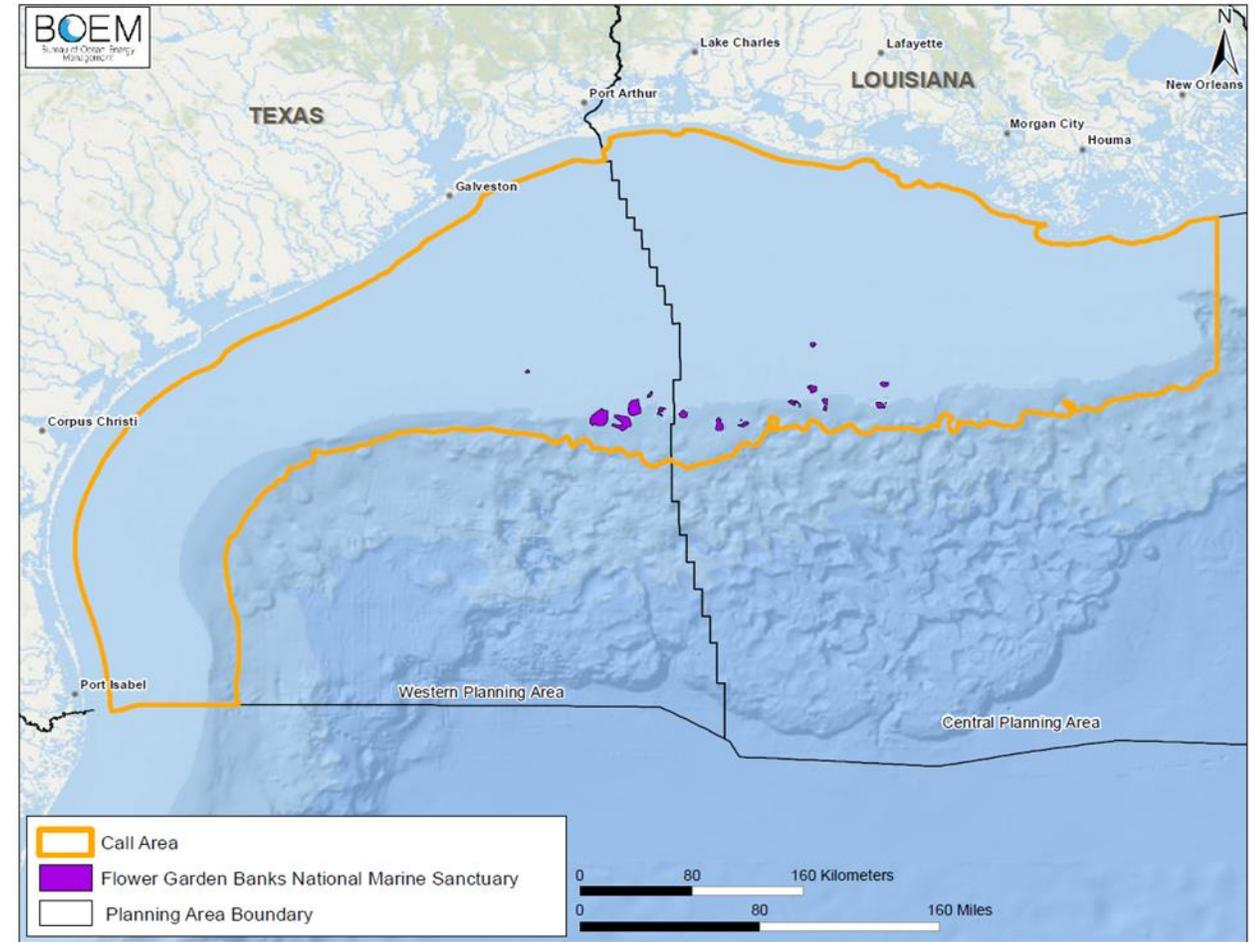 BOEM
Bureau of Ocean Energy
Management
N
Lake Charles
Lafayette
LOUISIANA
New Orleans
Port Arthur
TEXAS
Morgan City
Houma
Galveston
Corpus Christi
Port Isabel
Western Planning Area
Central Planning Area
Call Area
Flower Garden Banks National Marine Sanctuary
Planning Area Boundary
0 80 160 Kilometers
0 80 160 Miles